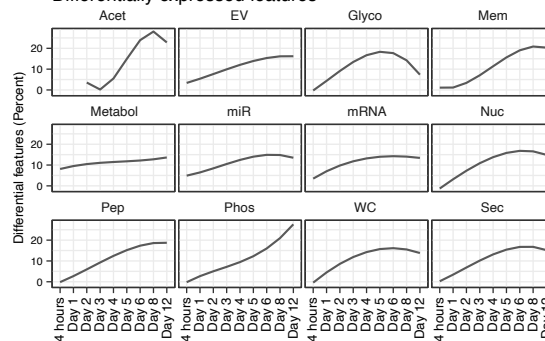 Differentially expressed features
Acet EV Glyco Mem
20
10
0
Metabol miR mRNA Nuc
20
10
0
Pep Phos WC Sec
20
10
0
Differential features (Percent)
4 hours Day 1 Day 2 Day 3 Day 4 Day 5 Day 6 Day 8 Day 12
4 hours Day 1 Day 2 Day 3 Day 4 Day 5 Day 6 Day 8 Day 12
4 hours Day 1 Day 2 Day 3 Day 4 Day 5 Day 6 Day 8 Day 12
4 hours Day 1 Day 2 Day 3 Day 4 Day 5 Day 6 Day 8 Day 12